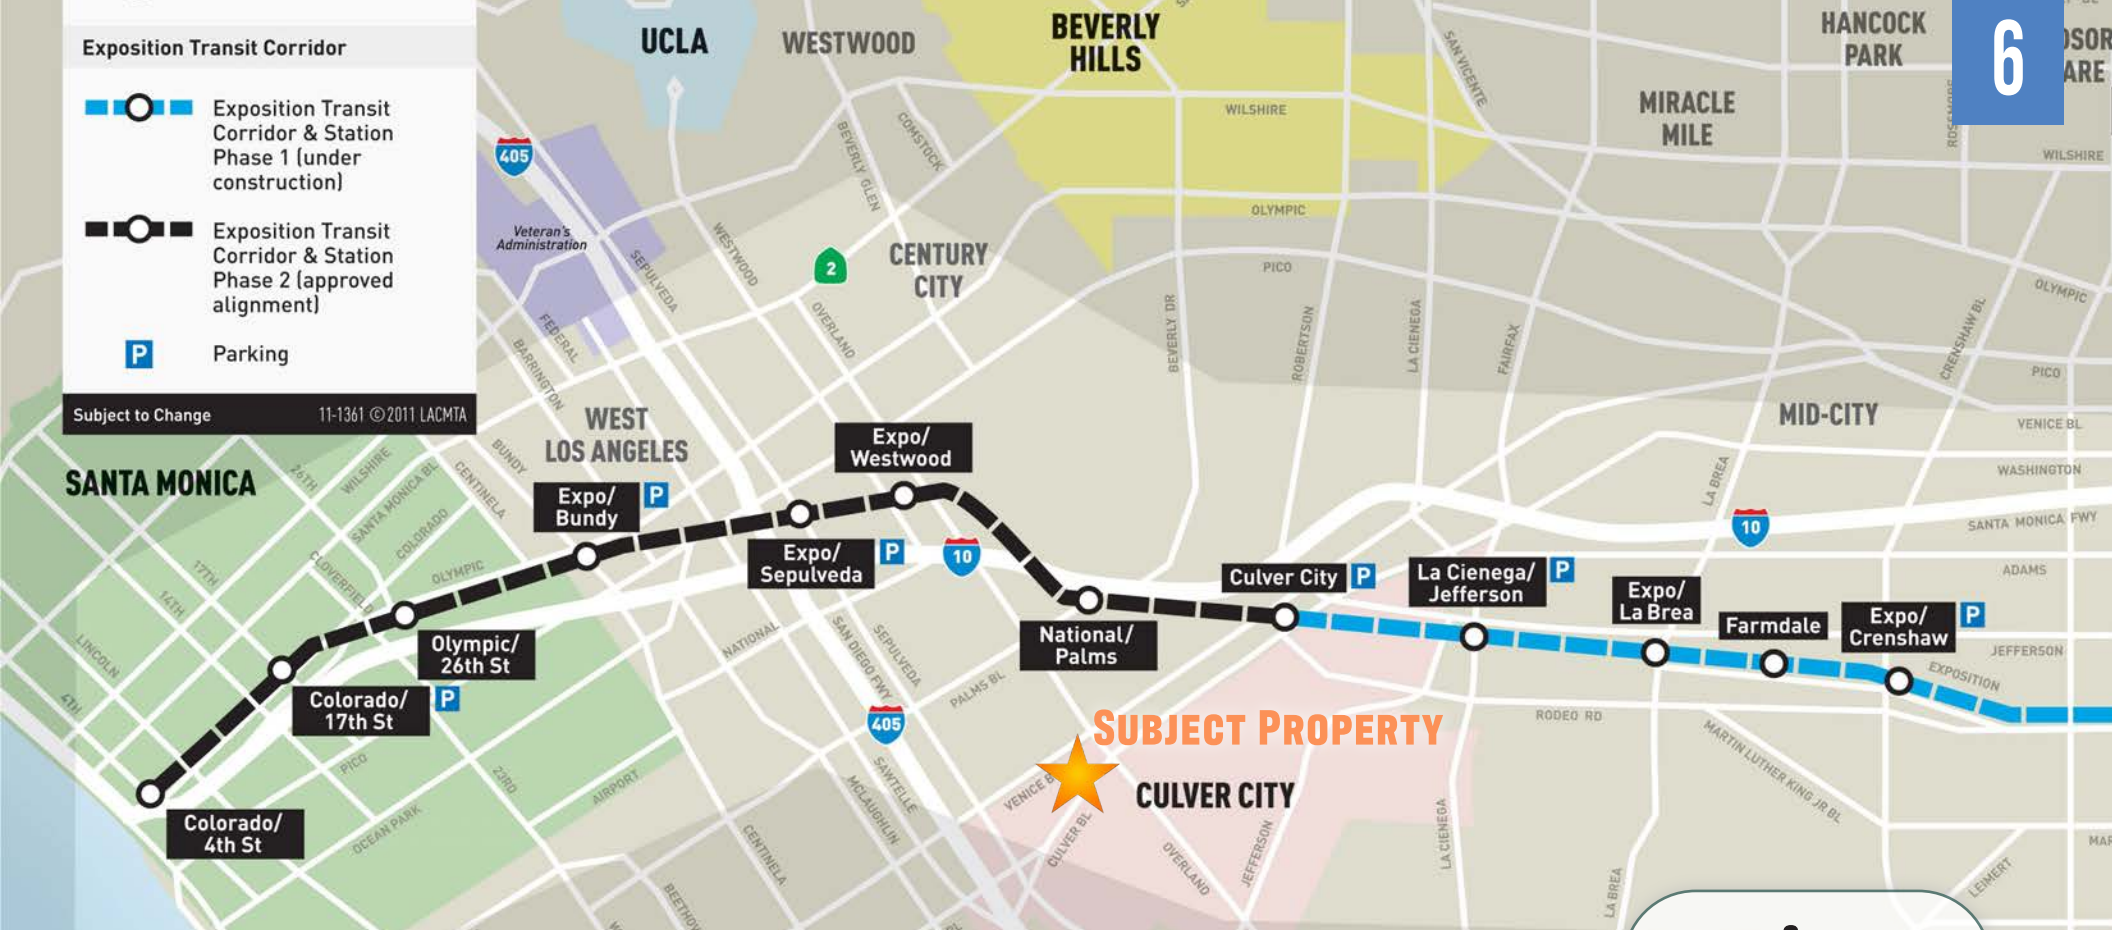 Exposition Transit Corridor
Exposition Transit
Corridor & Station
Phase 1 (under
construction)
Exposition Transit
Corridor & Station
Phase 2 (approved
alignment)
P
Parking
Subject to Change
11-1361 ©2011 LACMTA
UCLA
WESTWOOD
BEVERLY
HILLS
HANCOCK
PARK
6
MIRACLE
MILE
SAN VICENTE
WILSHIRE
WILSHIRE
COMSTOCK
BEVERLY GLEN
405
Veteran's
Administration
OLYMPIC
WESTWOOD
SEPULVEDA
2
CENTURY
CITY
PICO
OLYMPIC
OVERLAND
FEDERAL
BARRINGTON
BEVERLY DR
ROBERTSON
LA CIENEGA
FAIRFAX
CRENSHAW BL
PICO
MID-CITY
VENICE BL
WEST
LOS ANGELES
Expo/
Westwood
WASHINGTON
LA BREA
SANTA MONICA
26TH
WILSHIRE
SANTA MONICA BL
COLORADO
CENTINELA
BUNDY
Expo/
Bundy
P
Expo/
Sepulveda
P
10
10
SANTA MONICA FWY
ADAMS
17TH
14TH
CLOVERFIELD
OLYMPIC
Culver City
P
La Cienega/
Jefferson
P
Expo/
La Brea
Farmdale
Expo/
Crenshaw
P
JEFFERSON
EXPOSITION
LINCOLN
4TH
Olympic/
26th St
Colorado/
17th St
P
NATIONAL
SAN DIEGO FWY
SEPULVEDA
National/
Palms
PALMS BL
405
RODEO RD
MARTIN LUTHER KING JR BL
SUBJECT PROPERTY
CULVER CITY
VENICE B
CULVER BL
OVERLAND
JEFFERSON
LA CIENEGA
LA BREA
LEIMERT
PICO
23RD
AIRPORT
OCEAN PARK
Colorado/
4th St
CENTINELA
MCLAUGHLIN
SAWTELLE